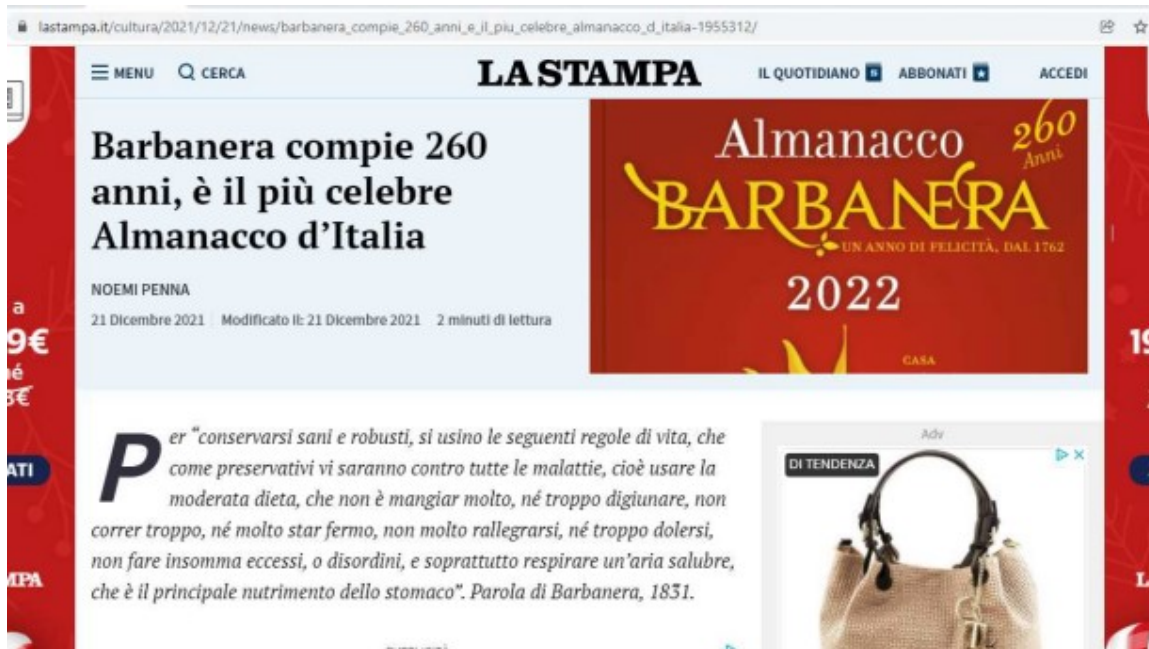 lastampa.it/cultura/2021/12/21/news/barbanera_compie_260_anni_e_il_piu_celebre_almanacco_d_italia-1955312/
MENU CERCA LA STAMPA IL QUOTIDIANO ABBONATI ACCEDI
Barbanera compie 260
anni, è il più celebre
Almanacco d'Italia
NOEMI PENNA
21 Dicembre 2021 Modificato il: 21 Dicembre 2021 2 minuti di lettura
Almanacco
260
Anni
BARBANERA
UN ANNO DI FELICITÀ, DAL 1762
2022
CASA
a
9€
3€
ATI
MPA
19
Per “conservarsi sani e robusti, si usino le seguenti regole di vita, che
come preservativi vi saranno contro tutte le malattie, cioè usare la
moderata dieta, che non è mangiar molto, né troppo digiunare, non
correr troppo, né molto star fermo, non molto rallegrarsi, né troppo dolersi,
non fare insomma eccessi, o disordini, e soprattutto respirare un’aria salubre,
che è il principale nutrimento dello stomaco”. Parola di Barbanera, 1831.
Adv
DI TENDENZA
L